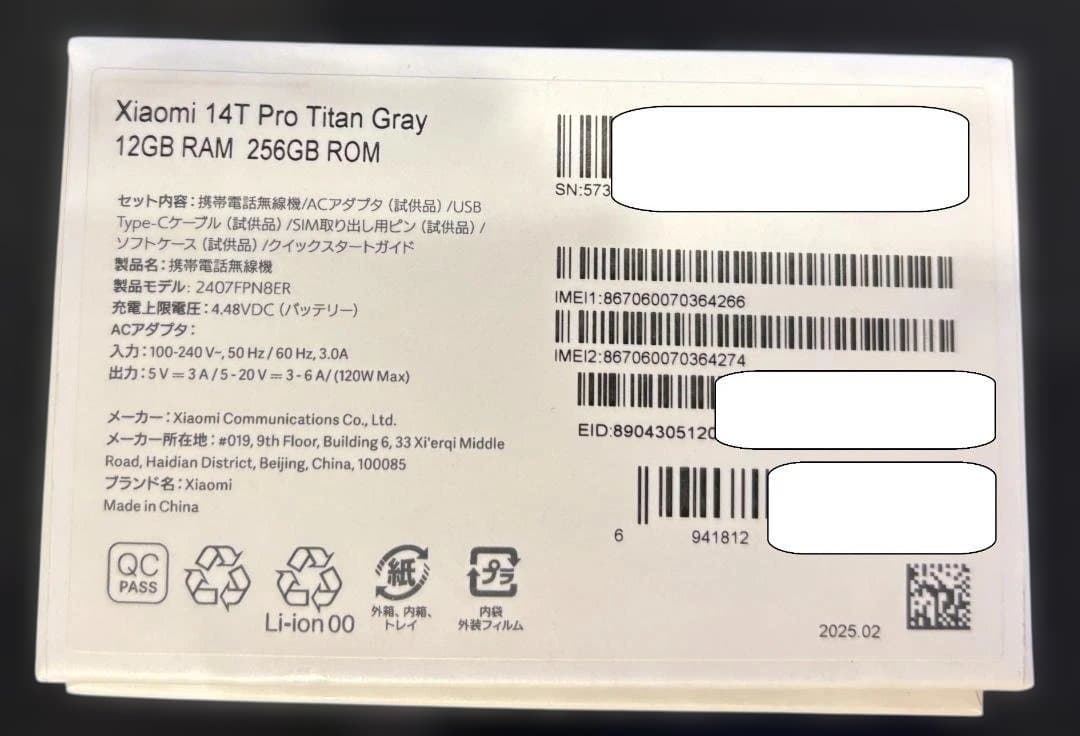 Xiaomi 14T Pro Titan Gray
12GB RAM 256GB ROM
セット内容：携帯電話無線機/ACアダプタ（試供品）/USB
Type-Cケーブル（試供品）/SIM取り出し用ピン（試供品）/
ソフトケース（試供品）/クイックスタートガイド
製品名：携帯電話無線機
製品モデル: 2407FPN8ER
充電上限電圧：4.48VDC（バッテリー）
ACアダプタ：
入力：100-240 V~, 50 Hz / 60 Hz, 3.0A
出力：5 V ⎓ 3 A / 5 - 20 V ⎓ 3 - 6 A/ (120W Max)
メーカー：Xiaomi Communications Co., Ltd.
メーカー所在地：#019, 9th Floor, Building 6, 33 Xi'erqi Middle
Road, Haidian District, Beijing, China, 100085
ブランド名：Xiaomi
Made in China
QC
PASS
Li-ion 00
紙
外箱、内箱、
トレイ
プラ
内袋
外装フィルム
SN:573
IMEI1:867060070364266
IMEI2:867060070364274
EID:8904305120
6 941812
2025.02